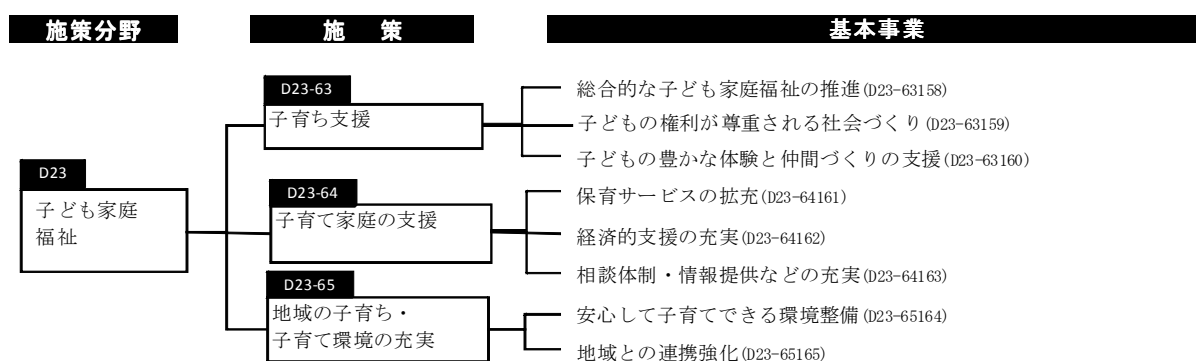 施策分野
施 策
基本事業
D23
子ども家庭
福祉
D23-63
子育ち支援
総合的な子ども家庭福祉の推進(D23-63158)
子どもの権利が尊重される社会づくり(D23-63159)
子どもの豊かな体験と仲間づくりの支援(D23-63160)
D23-64
子育て家庭の支援
保育サービスの拡充(D23-64161)
経済的支援の充実(D23-64162)
相談体制・情報提供などの充実(D23-64163)
D23-65
地域の子育ち・
子育て環境の充実
安心して子育てできる環境整備(D23-65164)
地域との連携強化(D23-65165)